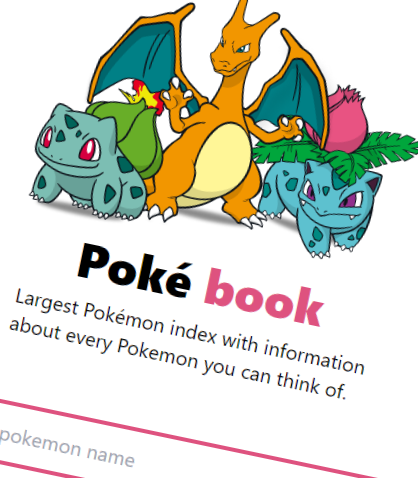 Poké book
Largest Pokémon index with information
about every Pokemon you can think of.
pokemon name